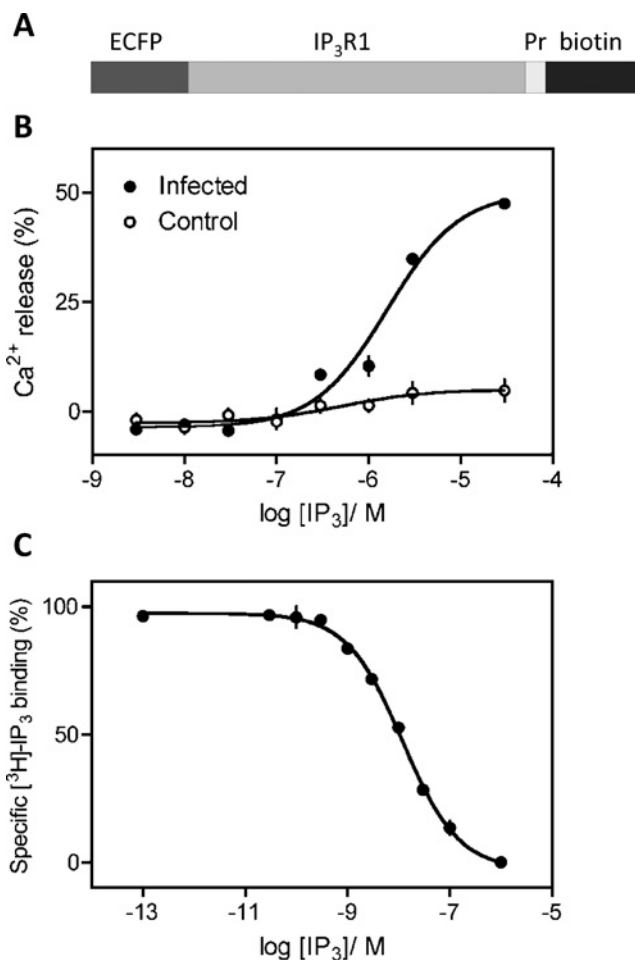 A
ECFP IP₃R1 Pr biotin
B
Ca²⁺ release (%)
50
25
0
Infected
Control
-9 -8 -7 -6 -5 -4
log [IP₃]/ M
C
Specific [³H]-IP₃ binding (%)
100
50
0
-13 -11 -9 -7 -5
log [IP₃]/ M